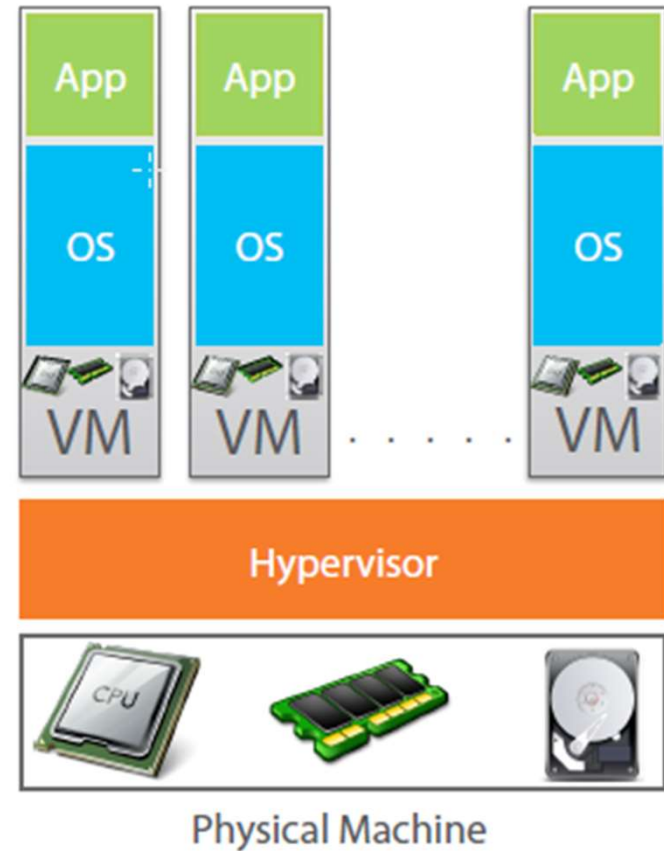 App App App
OS OS OS
VM VM . . . . . VM
Hypervisor
CPU
Physical Machine